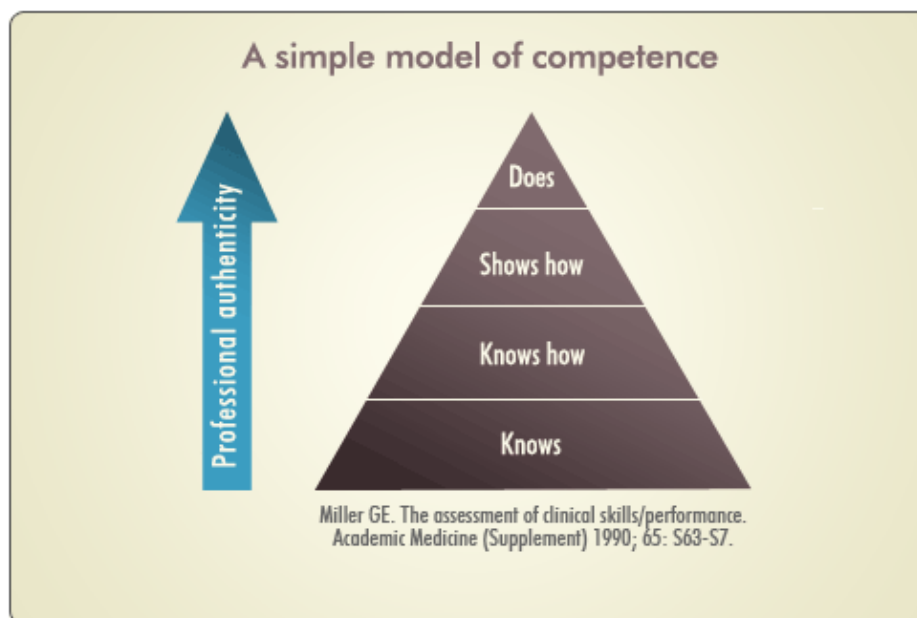 A simple model of competence
Professional authenticity
Does
Shows how
Knows how
Knows
Miller GE. The assessment of clinical skills/performance.
Academic Medicine (Supplement) 1990; 65: S63-S7.